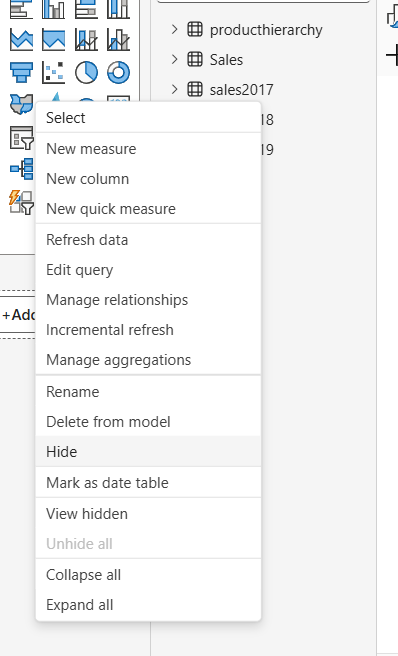 producthierarchy
Sales
sales2017
18
19
+Add
Select
New measure
New column
New quick measure
Refresh data
Edit query
Manage relationships
Incremental refresh
Manage aggregations
Rename
Delete from model
Hide
Mark as date table
View hidden
Unhide all
Collapse all
Expand all